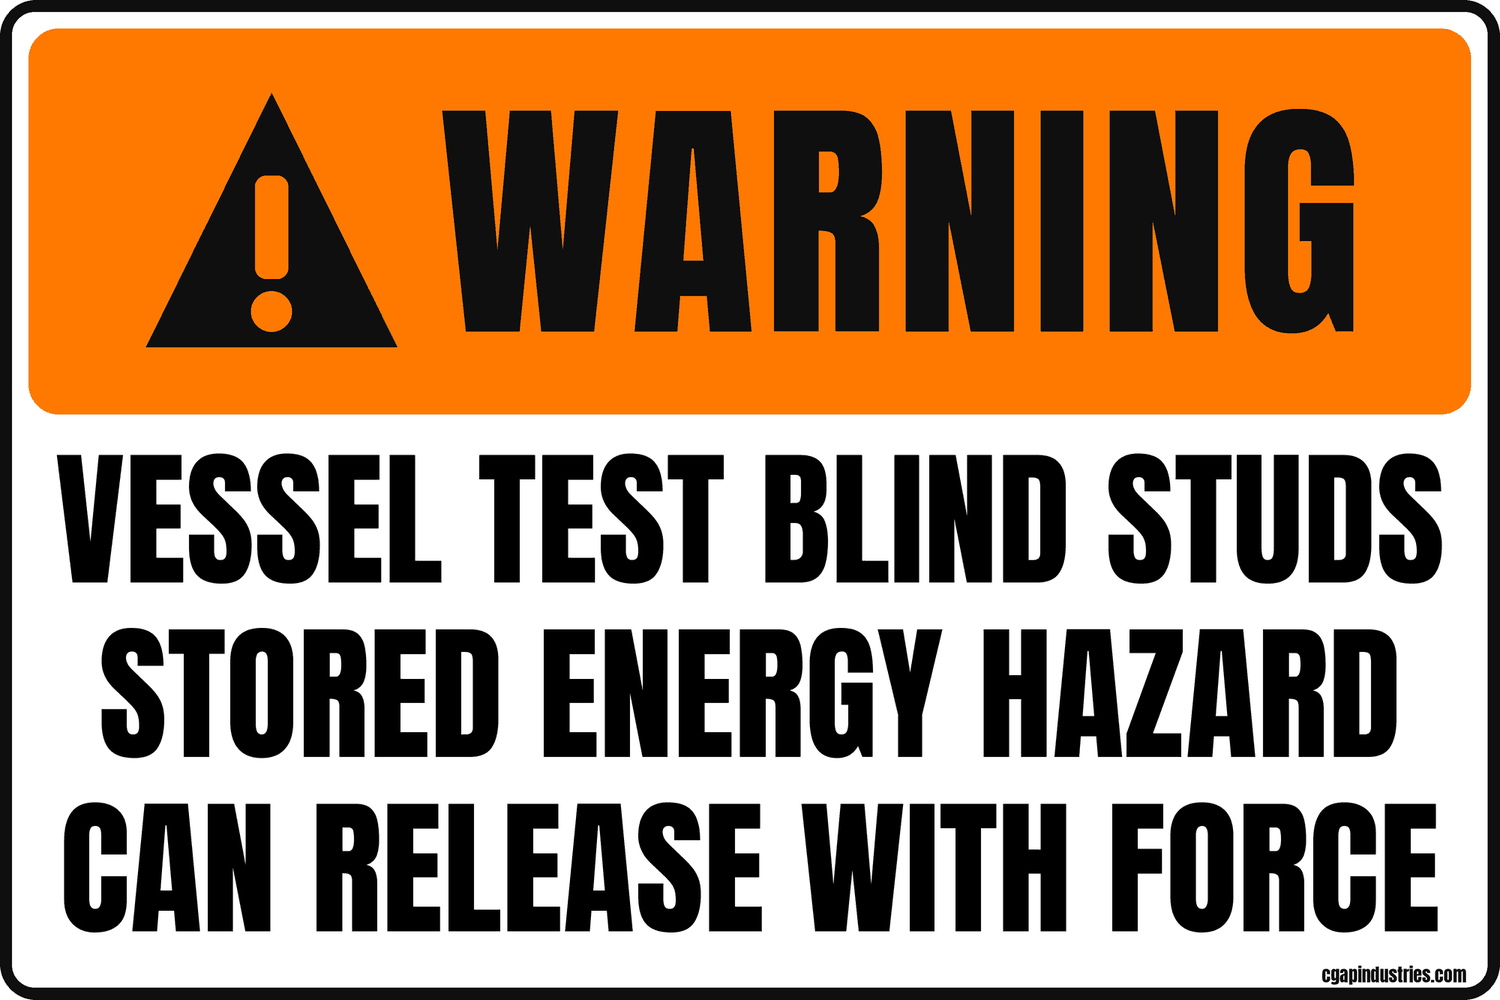 WARNING
VESSEL TEST BLIND STUDS
STORED ENERGY HAZARD
CAN RELEASE WITH FORCE
cgapindustries.com